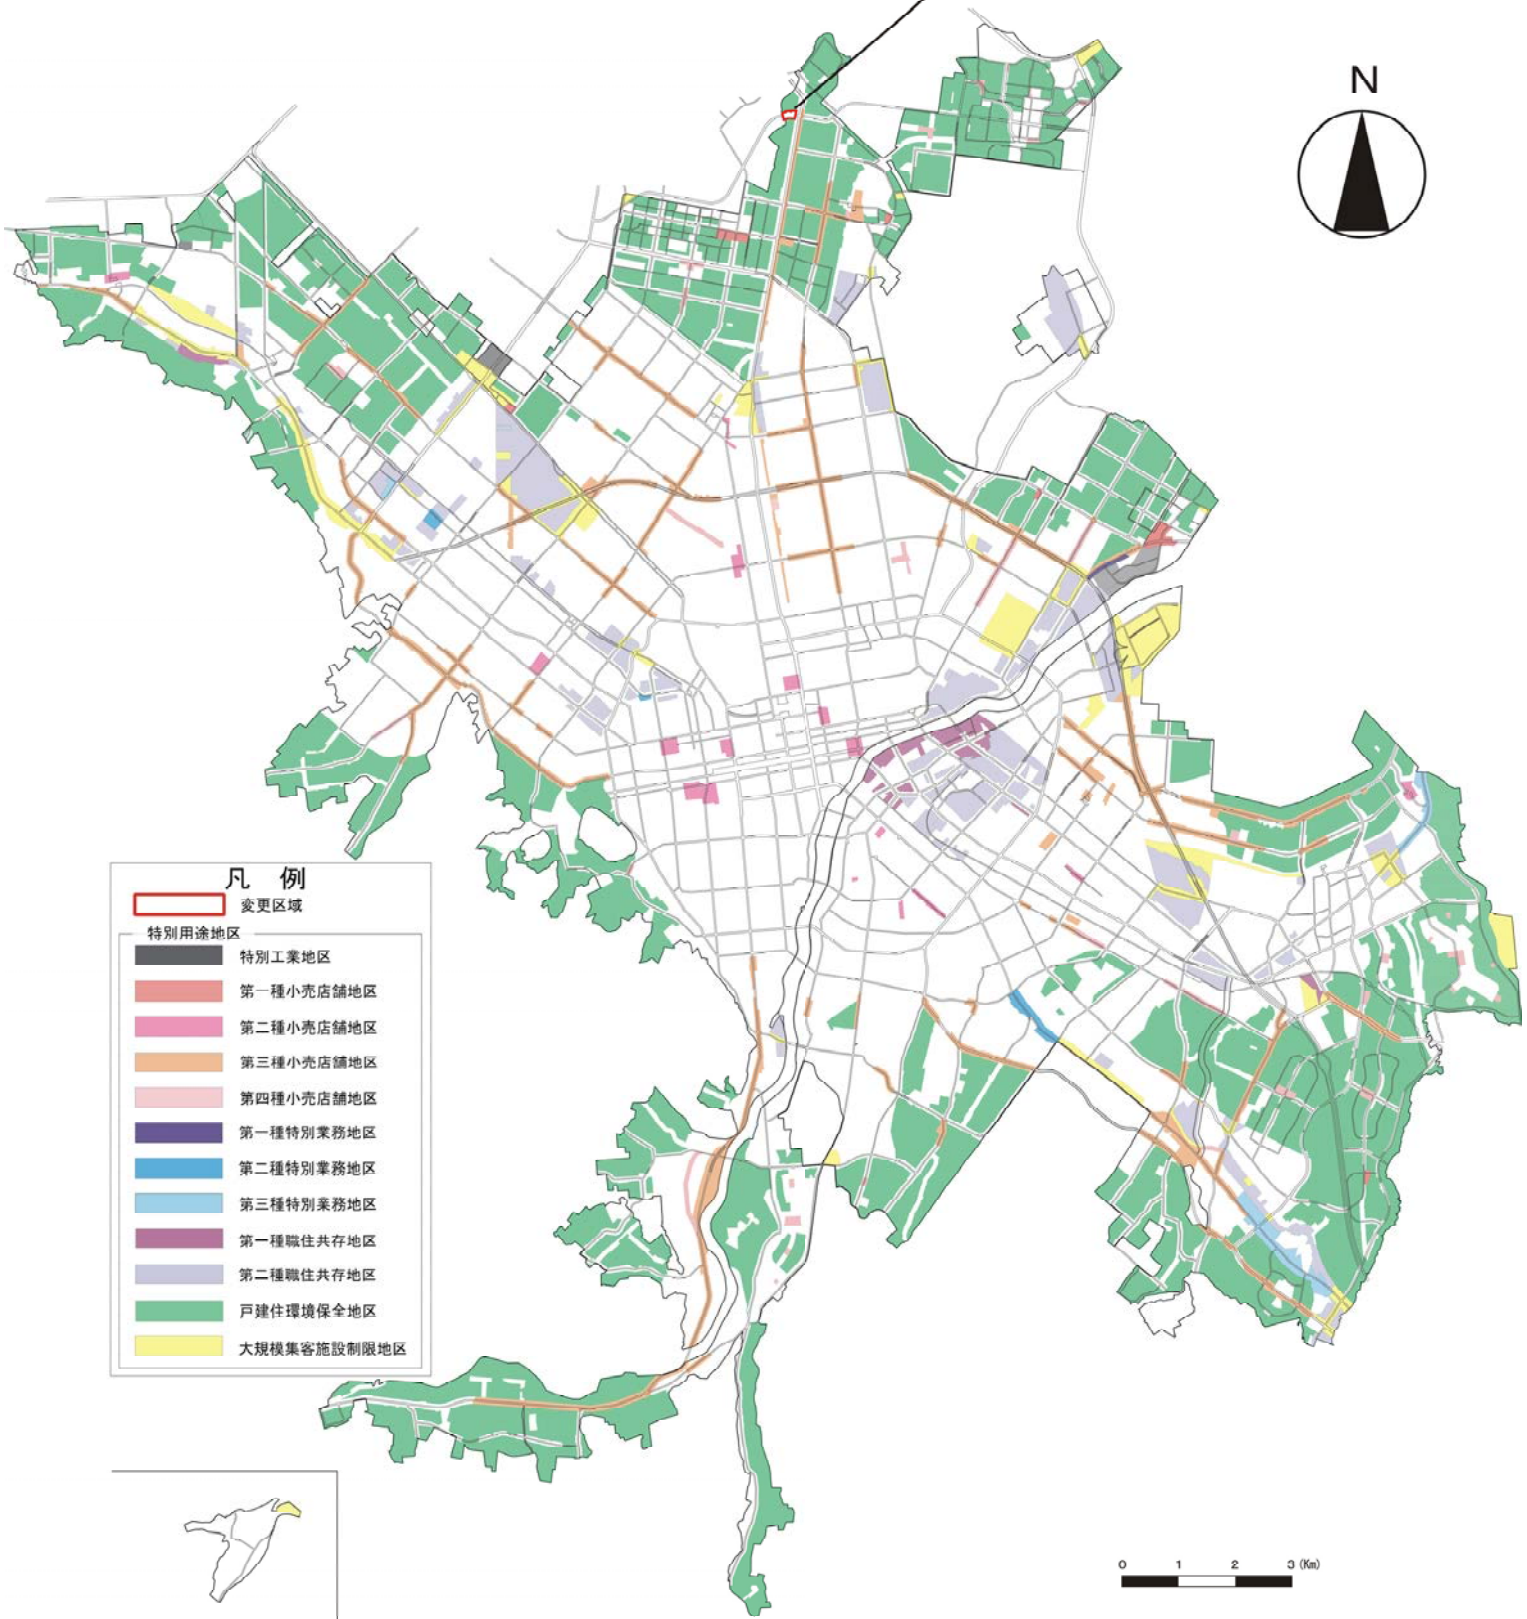 N
凡 例
変更区域
特別用途地区
特別工業地区
第一種小売店舗地区
第二種小売店舗地区
第三種小売店舗地区
第四種小売店舗地区
第一種特別業務地区
第二種特別業務地区
第三種特別業務地区
第一種職住共存地区
第二種職住共存地区
戸建住環境保全地区
大規模集客施設制限地区
0 1 2 3 (Km)